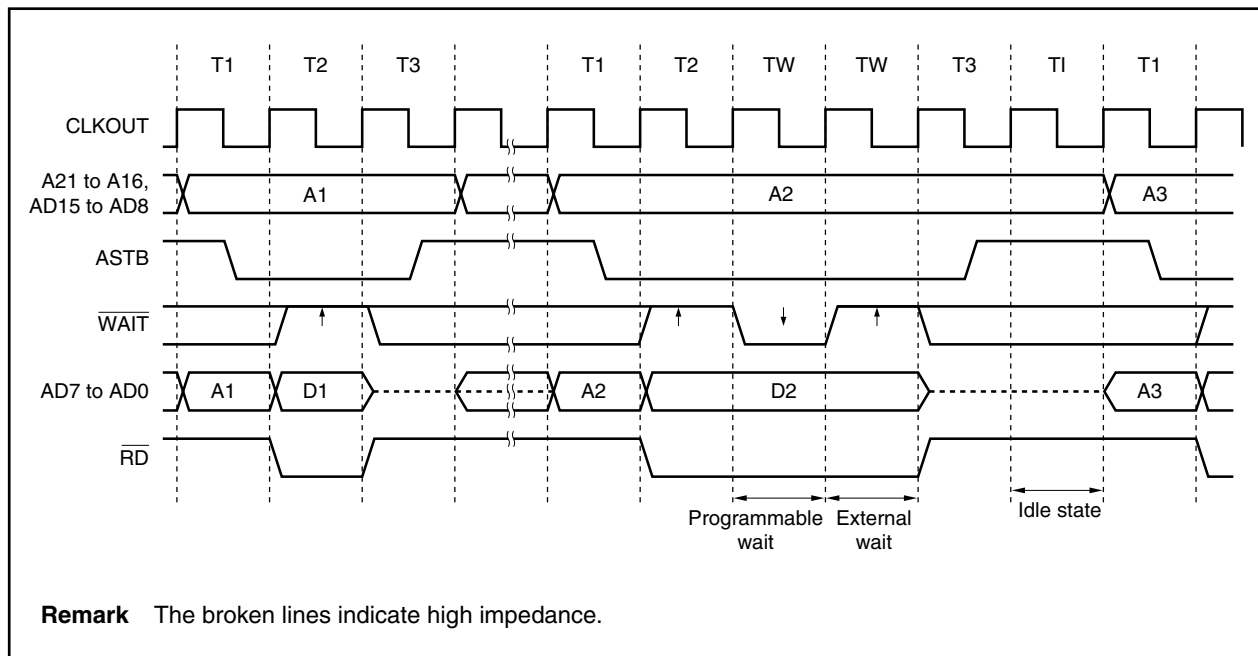 T1 T2 T3 T1 T2 TW TW T3 TI T1
CLKOUT
A21 to A16,
AD15 to AD8
A1 A2 A3
ASTB
WAIT
AD7 to AD0
A1 D1 A2 D2 A3
RD
Programmable
wait
External
wait
Idle state
Remark The broken lines indicate high impedance.